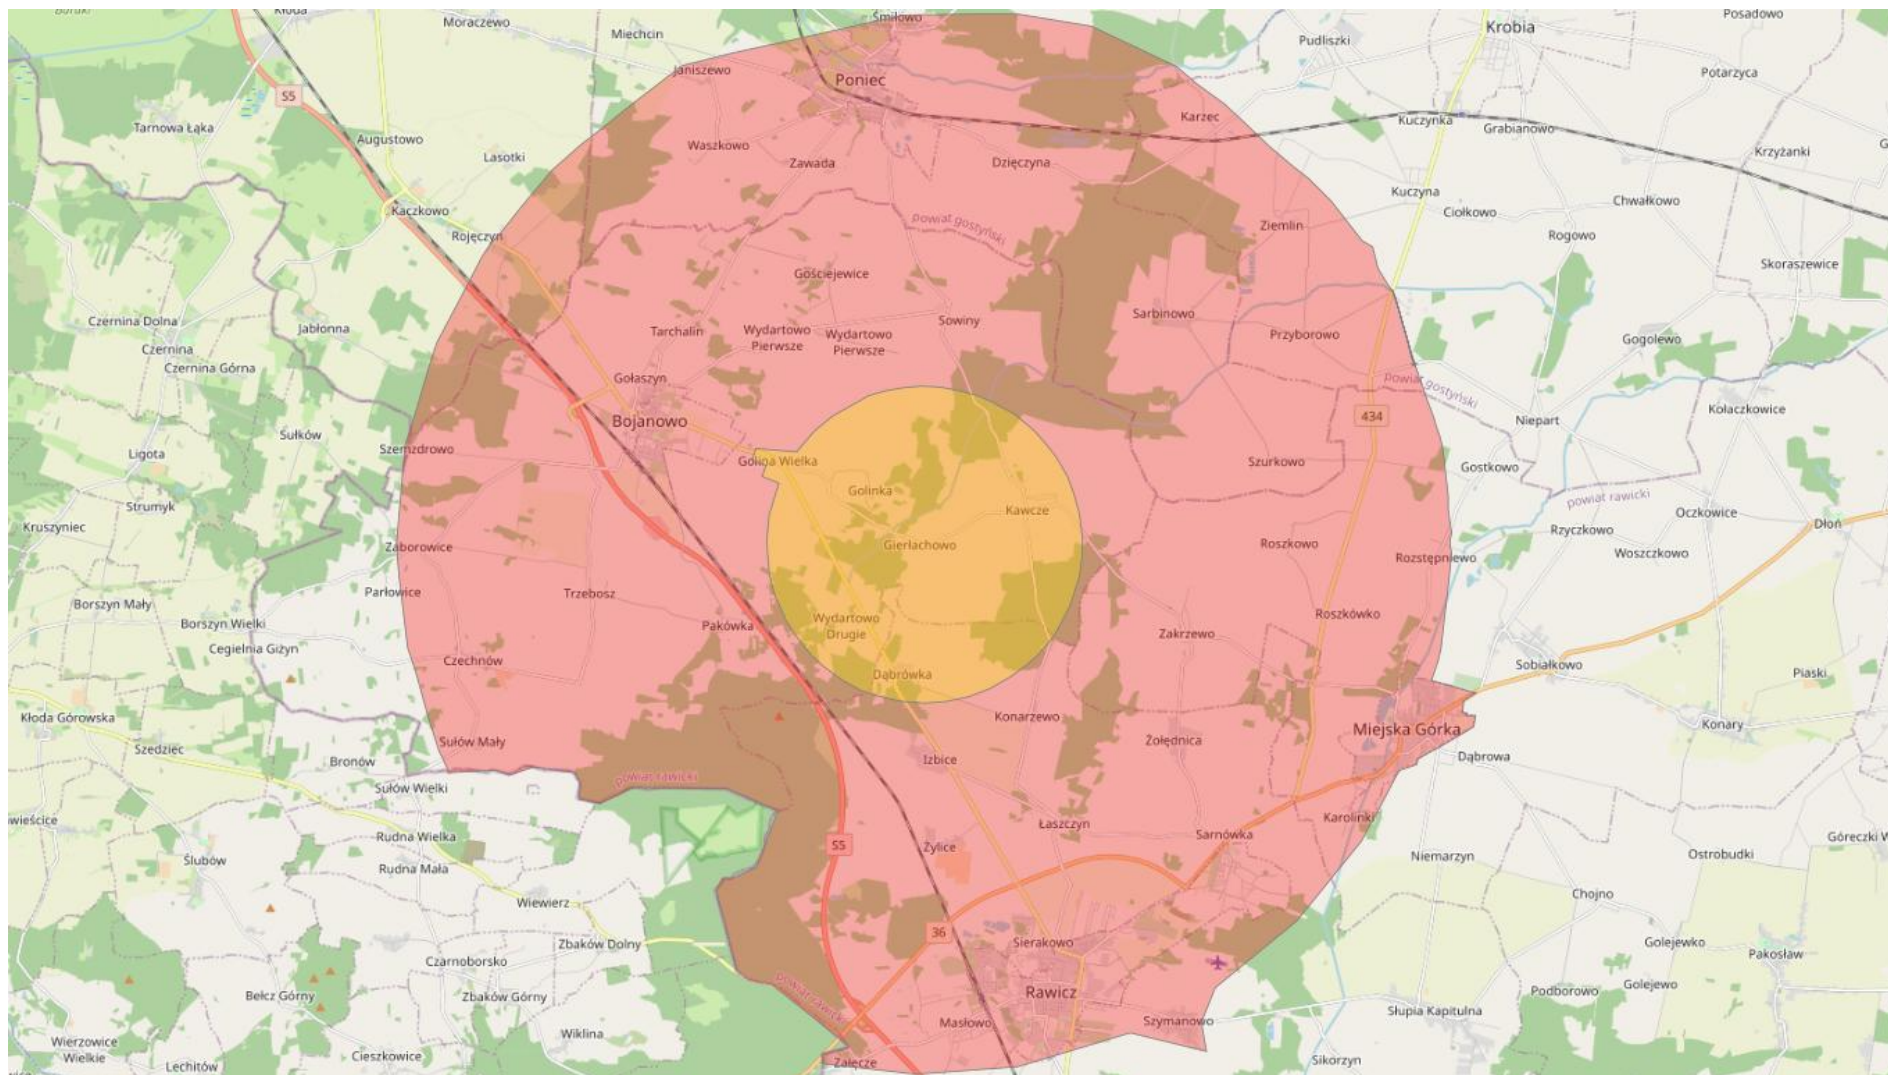 Kłoda
Moraczewo
Miechcin
Śmiłowo
Posadowo
Krobia
Pudliszki
Janiszewo
Poniec
Potarzyca
S5
Tarnowa Łąka
Augustowo
Karzec
Kuczynka
Grabianowo
Lasotki
Waszkowo
Zawada
Dzięczyna
Krzyżanki
Kaczkowo
Kuczyna
Chwałkowo
Ciołkowo
Rojęczyn
powiat gostyński
Ziemlin
Rogowo
Gościejewice
Skoraszewice
Czernina Dolna
Jabłonna
Tarchalin
Wydartowo
Pierwsze
Wydartowo
Pierwsze
Sowiny
Sarbinowo
Przyborowo
Gogolewo
Czernina
Czernina Górna
Gołaszyn
powiat gostyński
Bojanowo
434
Kołaczkowice
Niepart
Sułków
Szemzdrowo
Ligota
Golina Wielka
Szurkowo
Gostkowo
Golinka
powiat rawicki
Strumyk
Kawcze
Oczkowice
Kruszyniec
Rzyczkowo
Dłoń
Zaborowice
Gierłachowo
Roszkowo
Rozstępniewo
Woszczkowo
Parłowice
Trzebosz
Borszyn Mały
Borszyn Wielki
Pakówka
Wydartowo
Drugie
Roszkówko
Cegielnia Giżyn
Zakrzewo
Czechnów
Dąbrówka
Sobiałkowo
Piaski
Kłoda Górowska
Konarzewo
Miejska Górka
Konary
Szedziec
Sułów Mały
Żołędnica
Bronów
Izbice
Dąbrowa
powiat rawicki
Sułów Wielki
wieścice
Rudna Wielka
Łaszczyn
Sarnówka
Karolinki
Góreczki W
Ślubów
Rudna Mała
S5
Żylice
Niemarzyn
Ostrobudki
Wiewierz
Chojno
36
Zbaków Dolny
Sierakowo
Golejewko
Czarnoborsko
Pakosław
Bełcz Górny
Zbaków Górny
powiat rawicki
Rawicz
Podborowo
Golejewo
Wiklina
Masłowo
Szymanowo
Słupia Kapitulna
Wierzowice
Wielkie
Cieszkowice
Lechitów
Załęcze
Sikorzyn